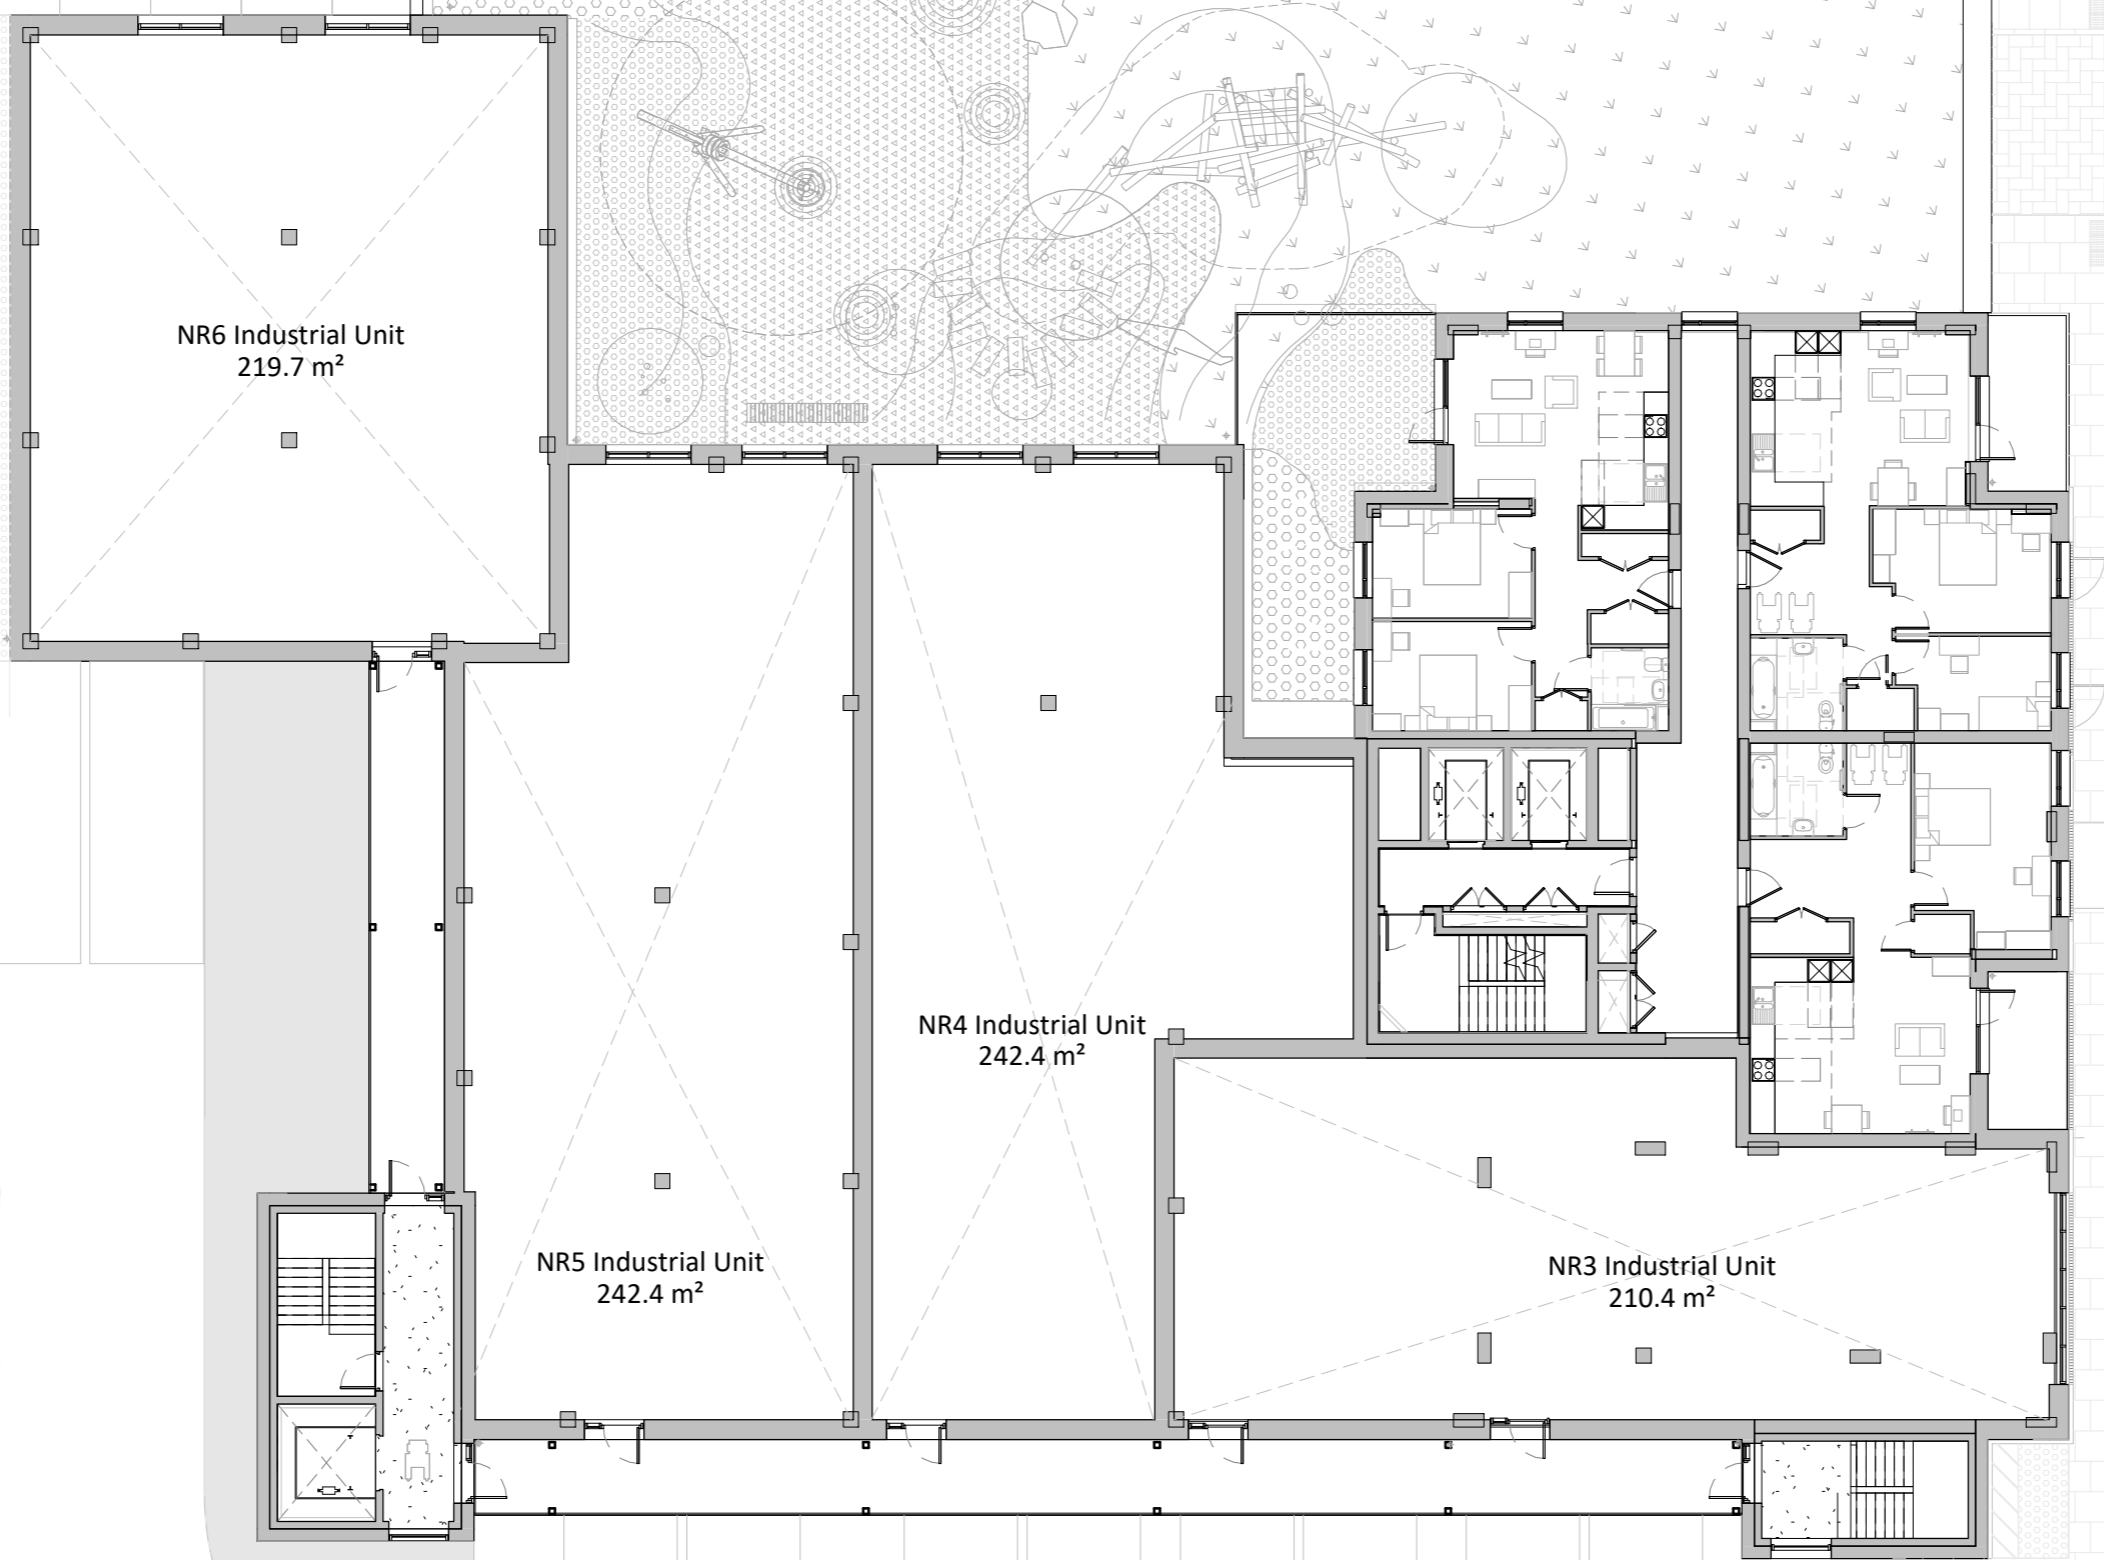 NR6 Industrial Unit
219.7 m²
NR4 Industrial Unit
242.4 m²
NR5 Industrial Unit
242.4 m²
NR3 Industrial Unit
210.4 m²